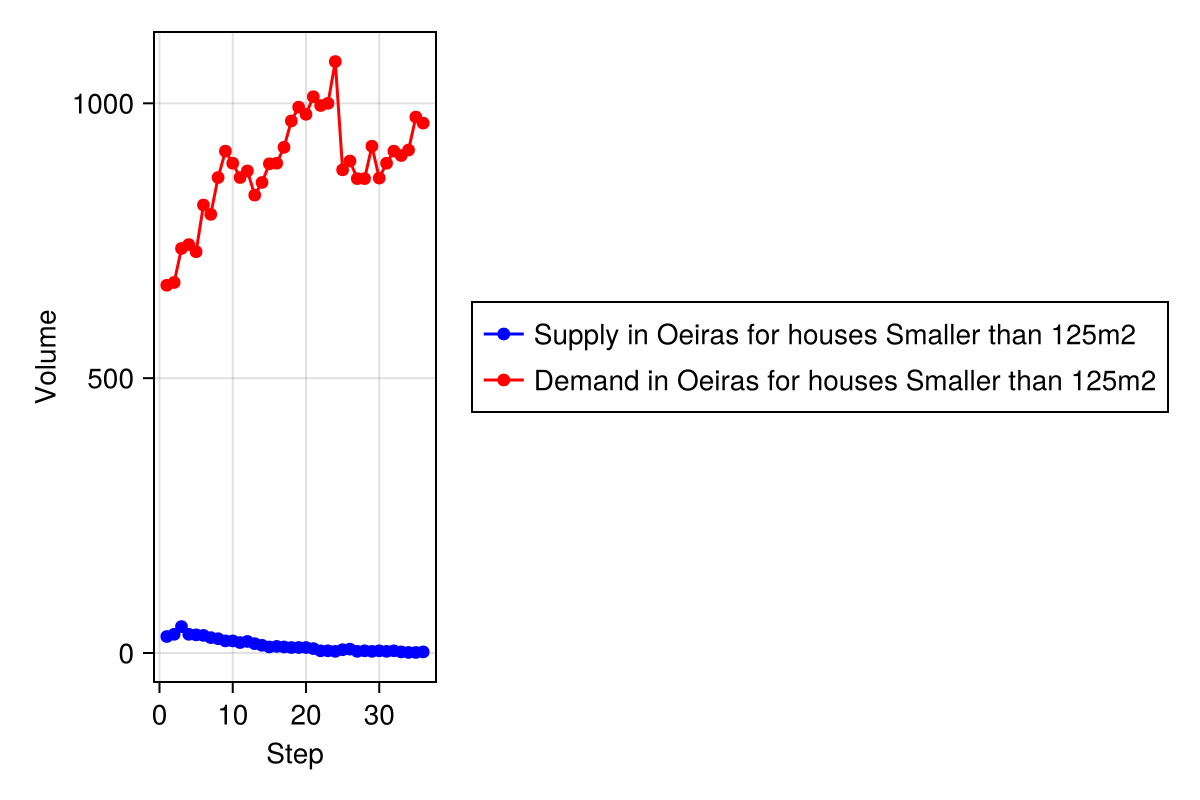 1000
500
0
Volume
0 10 20 30
Step
Supply in Oeiras for houses Smaller than 125m2
Demand in Oeiras for houses Smaller than 125m2